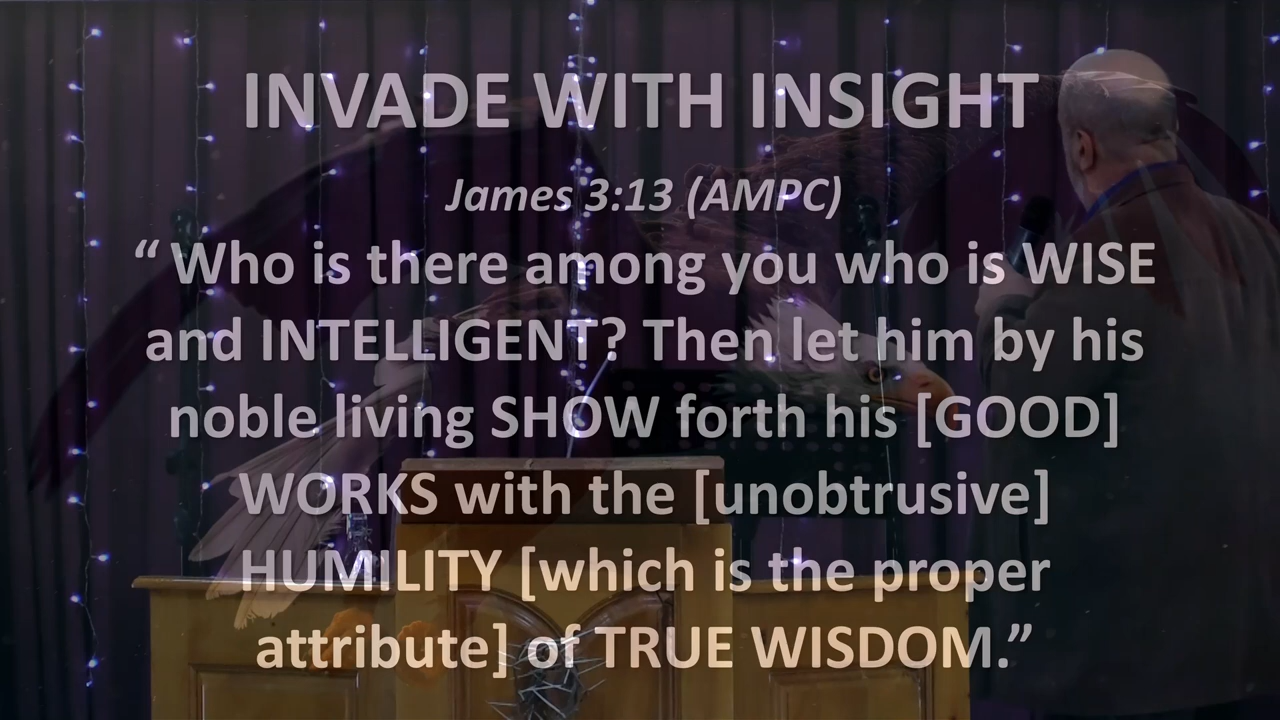 INVADE WITH INSIGHT
James 3:13 (AMPC)
“ Who is there among you who is WISE
and INTELLIGENT? Then let him by his
noble living SHOW forth his [GOOD]
WORKS with the [unobtrusive]
HUMILITY [which is the proper
attribute] of TRUE WISDOM.”